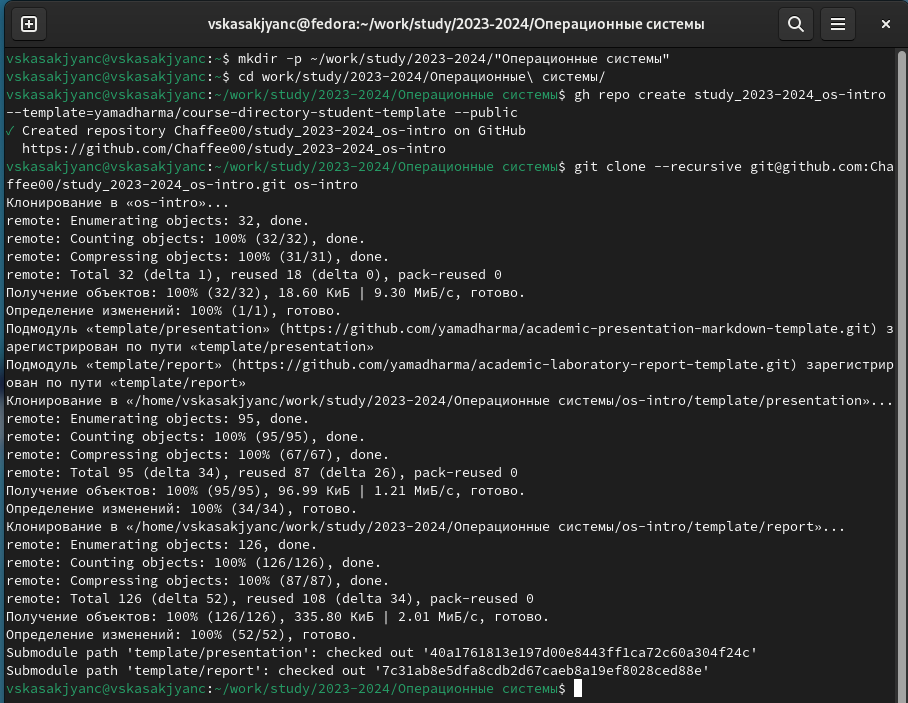 vskasakjyanc@fedora:~/work/study/2023-2024/Операционные системы
vskasakjyanc@vskasakjyanc:~$ mkdir -p ~/work/study/2023-2024/"Операционные системы"
vskasakjyanc@vskasakjyanc:~$ cd work/study/2023-2024/Операционные\ системы/
vskasakjyanc@vskasakjyanc:~/work/study/2023-2024/Операционные системы$ gh repo create study_2023-2024_os-intro
--template=yamadharma/course-directory-student-template --public
✓ Created repository Chaffee00/study_2023-2024_os-intro on GitHub
https://github.com/Chaffee00/study_2023-2024_os-intro
vskasakjyanc@vskasakjyanc:~/work/study/2023-2024/Операционные системы$ git clone --recursive git@github.com:Cha
ffee00/study_2023-2024_os-intro.git os-intro
Клонирование в «os-intro»...
remote: Enumerating objects: 32, done.
remote: Counting objects: 100% (32/32), done.
remote: Compressing objects: 100% (31/31), done.
remote: Total 32 (delta 1), reused 18 (delta 0), pack-reused 0
Получение объектов: 100% (32/32), 18.60 КиБ | 9.30 МиБ/с, готово.
Определение изменений: 100% (1/1), готово.
Подмодуль «template/presentation» (https://github.com/yamadharma/academic-presentation-markdown-template.git) з
арегистрирован по пути «template/presentation»
Подмодуль «template/report» (https://github.com/yamadharma/academic-laboratory-report-template.git) зарегистрир
ован по пути «template/report»
Клонирование в «/home/vskasakjyanc/work/study/2023-2024/Операционные системы/os-intro/template/presentation»...
remote: Enumerating objects: 95, done.
remote: Counting objects: 100% (95/95), done.
remote: Compressing objects: 100% (67/67), done.
remote: Total 95 (delta 34), reused 87 (delta 26), pack-reused 0
Получение объектов: 100% (95/95), 96.99 КиБ | 1.21 МиБ/с, готово.
Определение изменений: 100% (34/34), готово.
Клонирование в «/home/vskasakjyanc/work/study/2023-2024/Операционные системы/os-intro/template/report»...
remote: Enumerating objects: 126, done.
remote: Counting objects: 100% (126/126), done.
remote: Compressing objects: 100% (87/87), done.
remote: Total 126 (delta 52), reused 108 (delta 34), pack-reused 0
Получение объектов: 100% (126/126), 335.80 КиБ | 2.01 МиБ/с, готово.
Определение изменений: 100% (52/52), готово.
Submodule path 'template/presentation': checked out '40a1761813e197d00e8443ff1ca72c60a304f24c'
Submodule path 'template/report': checked out '7c31ab8e5dfa8cdb2d67caeb8a19ef8028ced88e'
vskasakjyanc@vskasakjyanc:~/work/study/2023-2024/Операционные системы$